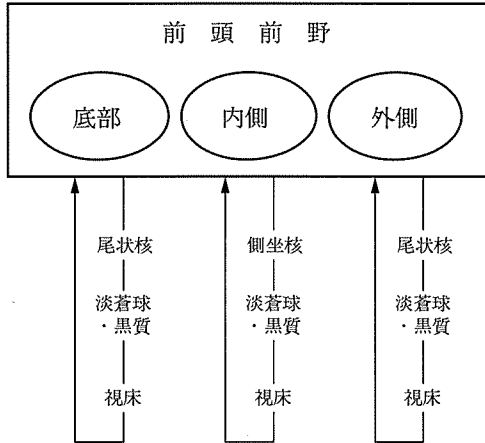 前頭前野
底部 内側 外側
尾状核 側坐核 尾状核
淡蒼球 淡蒼球 淡蒼球
・黒質 ・黒質 ・黒質
視床 視床 視床